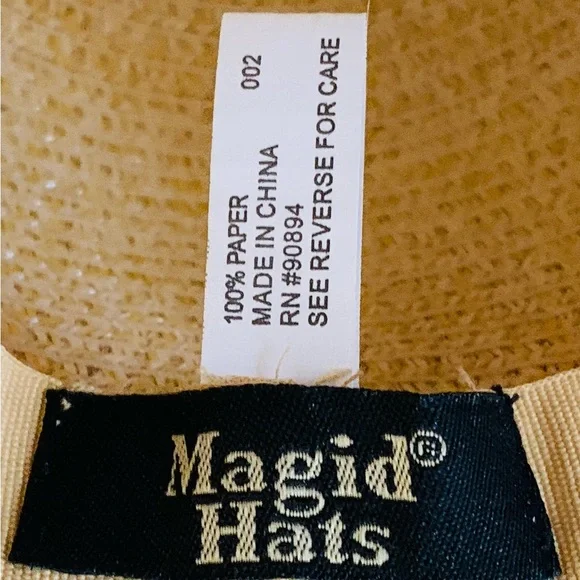 002
100% PAPER
MADE IN CHINA
RN #90894
SEE REVERSE FOR CARE
Magid®
Hats